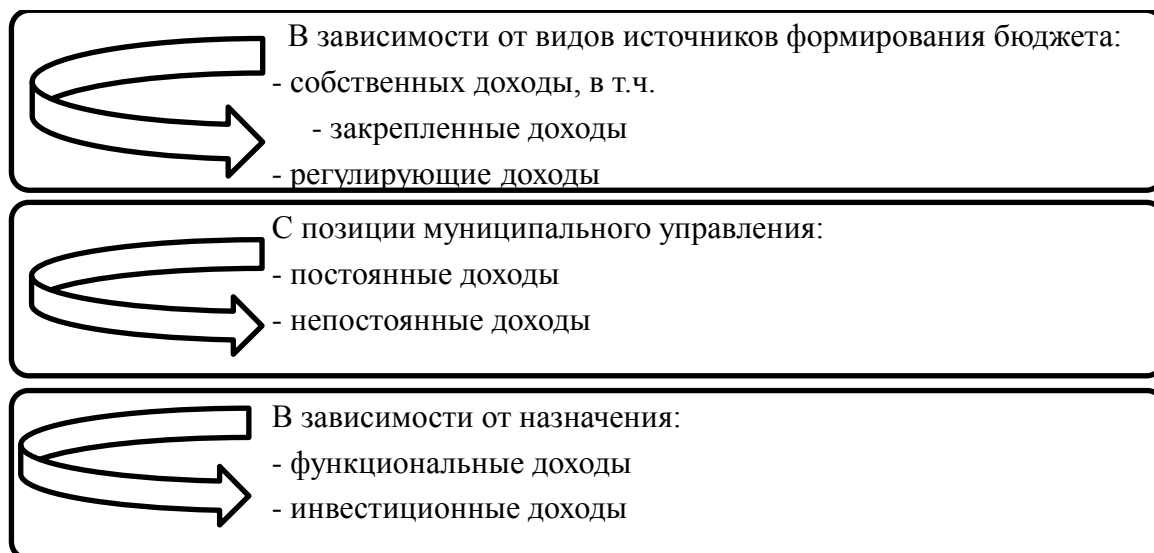 В зависимости от видов источников формирования бюджета:
- собственных доходы, в т.ч.
- закрепленные доходы
- регулирующие доходы
С позиции муниципального управления:
- постоянные доходы
- непостоянные доходы
В зависимости от назначения:
- функциональные доходы
- инвестиционные доходы